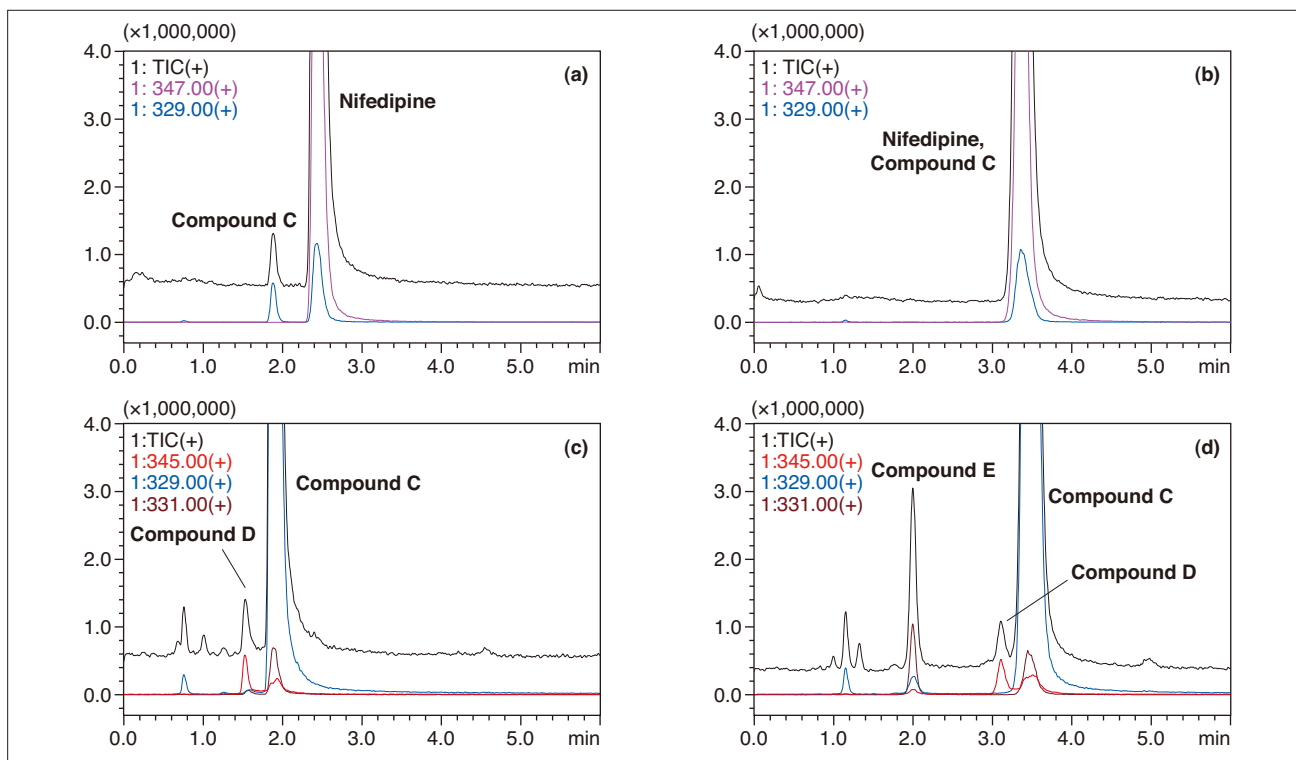 (×1,000,000)
4.0
3.0
2.0
1.0
0.0
1: TIC(+)
1: 347.00(+)
1: 329.00(+)
(a)
Nifedipine
Compound C
0.0 1.0 2.0 3.0 4.0 5.0 min
(×1,000,000)
4.0
3.0
2.0
1.0
0.0
1: TIC(+)
1: 347.00(+)
1: 329.00(+)
(b)
Nifedipine,
Compound C
0.0 1.0 2.0 3.0 4.0 5.0 min
(×1,000,000)
4.0
3.0
2.0
1.0
0.0
1:TIC(+)
1:345.00(+)
1:329.00(+)
1:331.00(+)
(c)
Compound C
Compound D
0.0 1.0 2.0 3.0 4.0 5.0 min
(×1,000,000)
4.0
3.0
2.0
1.0
0.0
1:TIC(+)
1:345.00(+)
1:329.00(+)
1:331.00(+)
(d)
Compound E
Compound C
Compound D
0.0 1.0 2.0 3.0 4.0 5.0 min